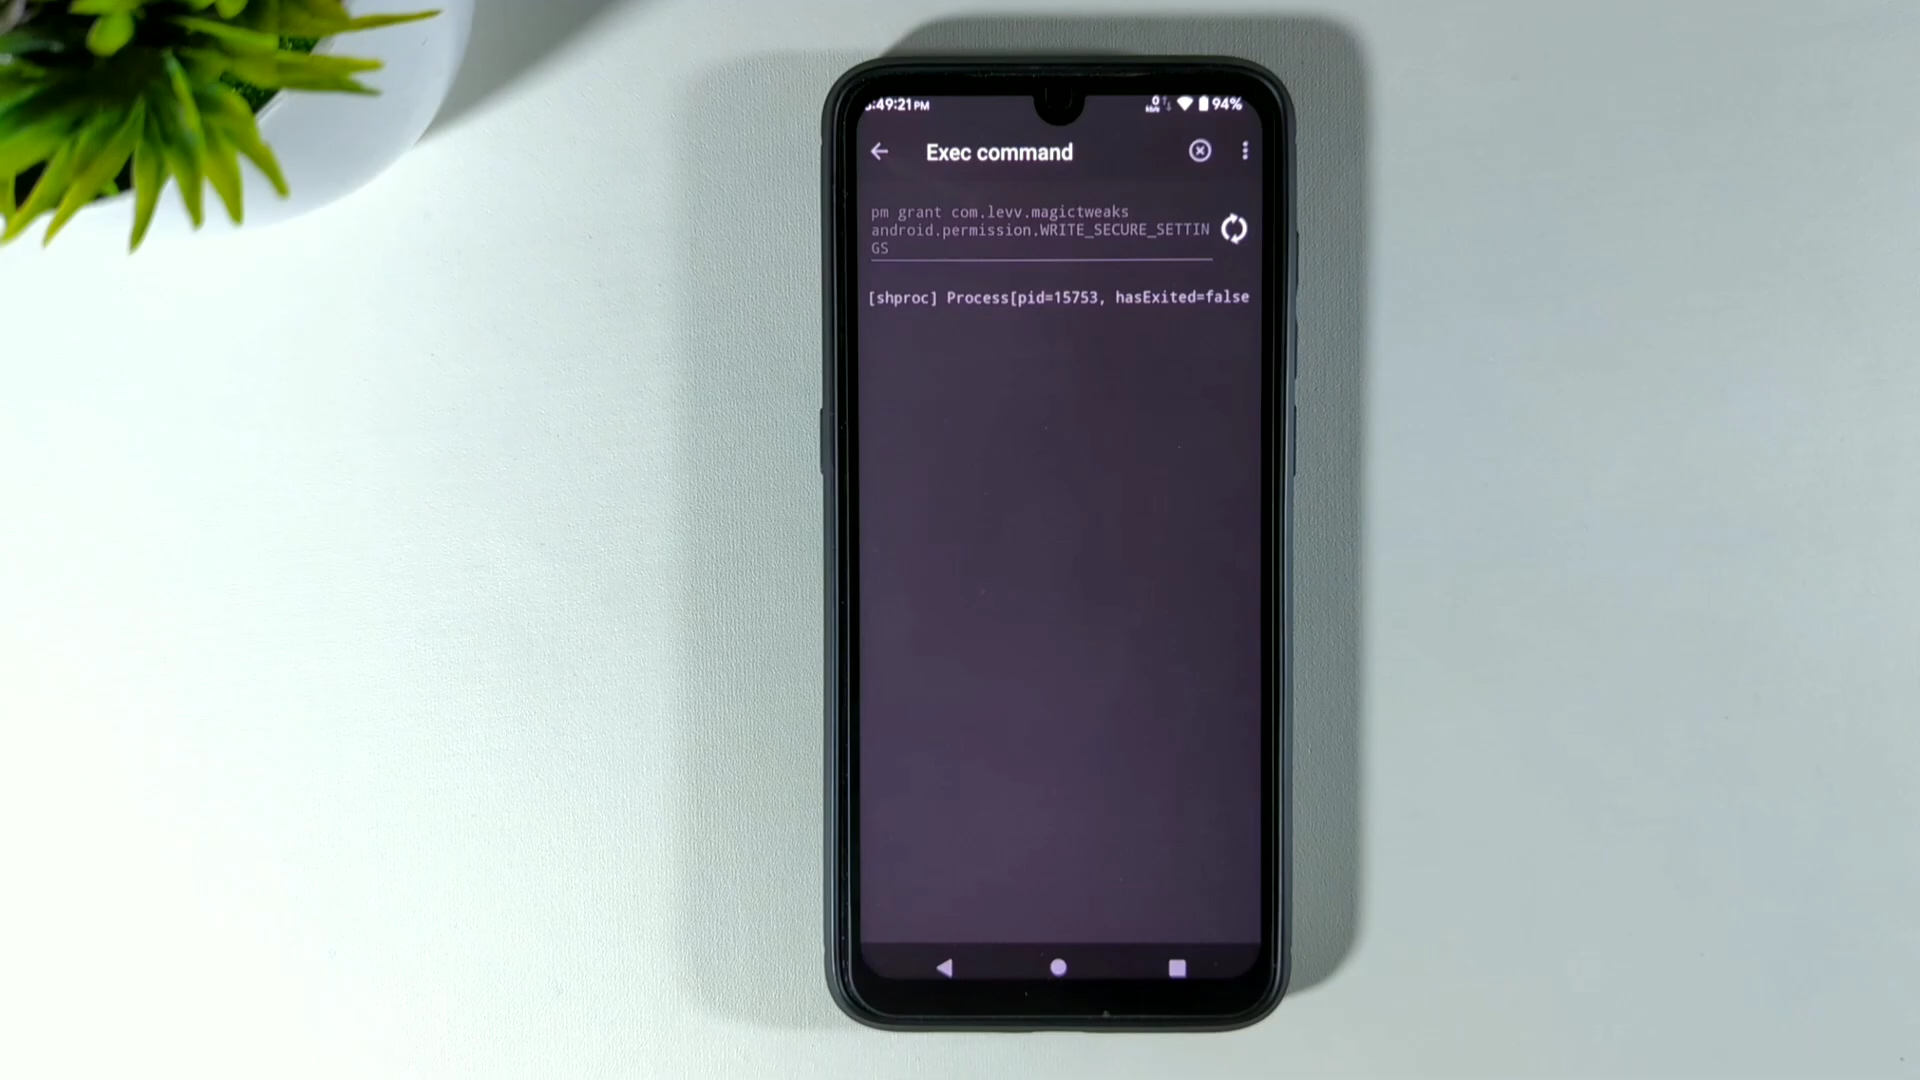 :49:21 PM
94%
Exec command
pm grant com.levv.magictweaks
android.permission.WRITE_SECURE_SETTIN
GS
[shproc] Process[pid=15753, hasExited=false